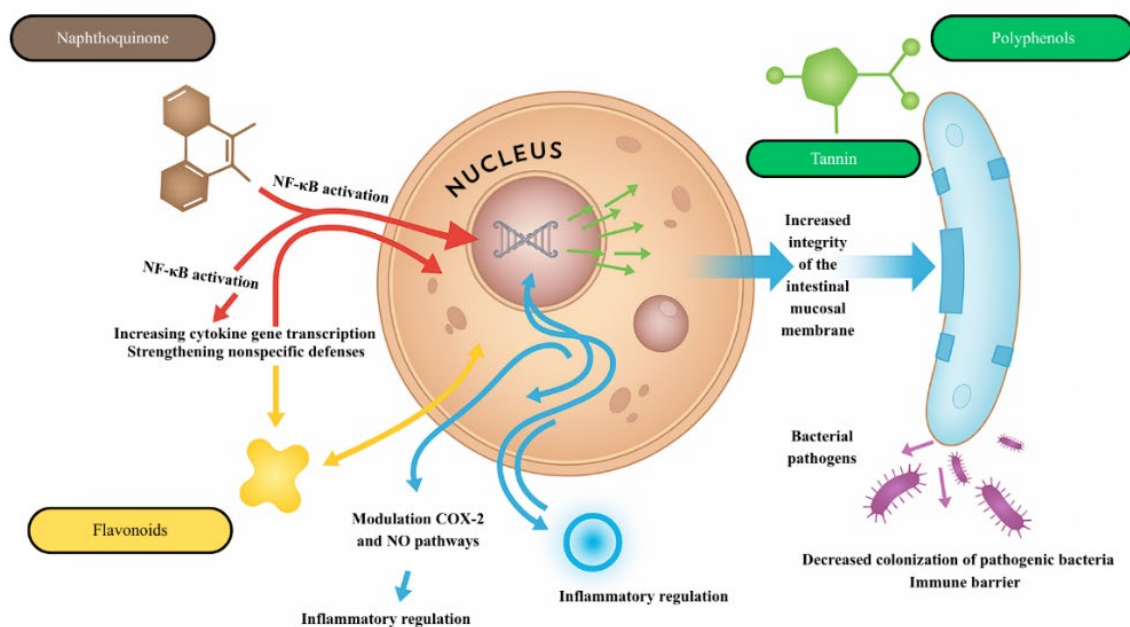 Naphthoquinone
Polyphenols
Tannin
NUCLEUS
NF-κB activation
NF-κB activation
Increasing cytokine gene transcription
Strengthening nonspecific defenses
Increased
integrity
of the
intestinal
mucosal
membrane
Flavonoids
Modulation COX-2
and NO pathways
Inflammatory regulation
Inflammatory regulation
Bacterial
pathogens
Decreased colonization of pathogenic bacteria
Immune barrier